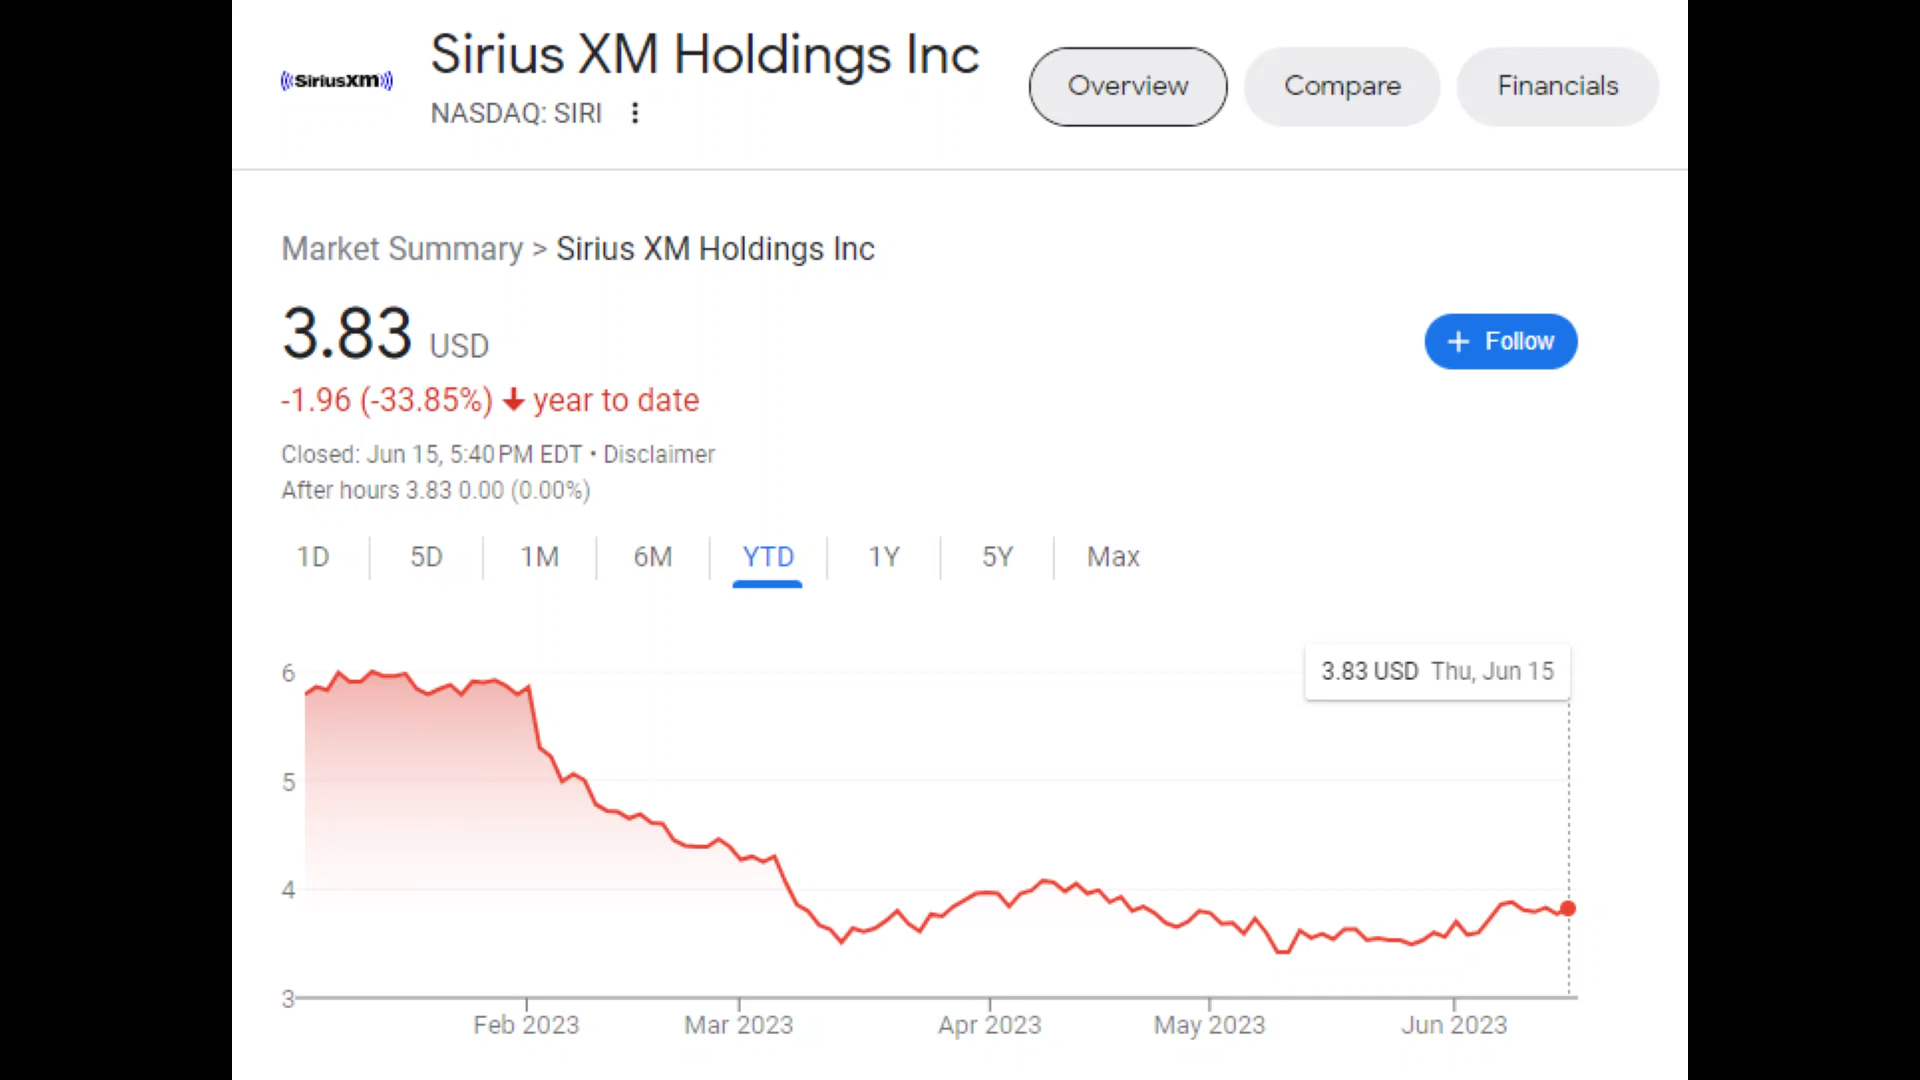 Sirius XM Holdings Inc
((SiriusXM))
NASDAQ: SIRI
Overview
Compare
Financials
Market Summary > Sirius XM Holdings Inc
3.83 USD
+ Follow
-1.96 (-33.85%) ↓ year to date
Closed: Jun 15, 5:40 PM EDT • Disclaimer
After hours 3.83 0.00 (0.00%)
1D 5D 1M 6M YTD 1Y 5Y Max
3.83 USD Thu, Jun 15
6
5
4
3
Feb 2023 Mar 2023 Apr 2023 May 2023 Jun 2023